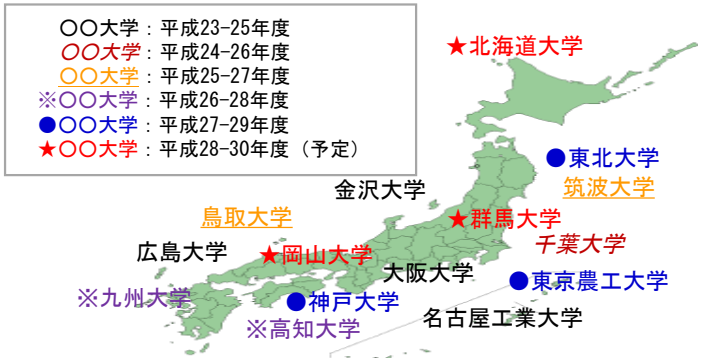 〇〇大学：平成23-25年度
〇〇大学：平成24-26年度
〇〇大学：平成25-27年度
※〇〇大学：平成26-28年度
●〇〇大学：平成27-29年度
★〇〇大学：平成28-30年度（予定）
★北海道大学
●東北大学
筑波大学
金沢大学
鳥取大学
★群馬大学
千葉大学
広島大学
★岡山大学
大阪大学
●東京農工大学
※九州大学
●神戸大学
名古屋工業大学
※高知大学